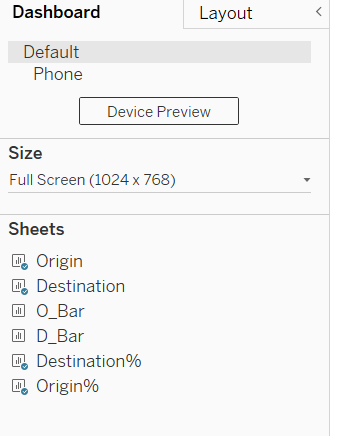 Dashboard Layout <
Default
Phone
Device Preview
Size
Full Screen (1024 x 768)
Sheets
Origin
Destination
O_Bar
D_Bar
Destination%
Origin%